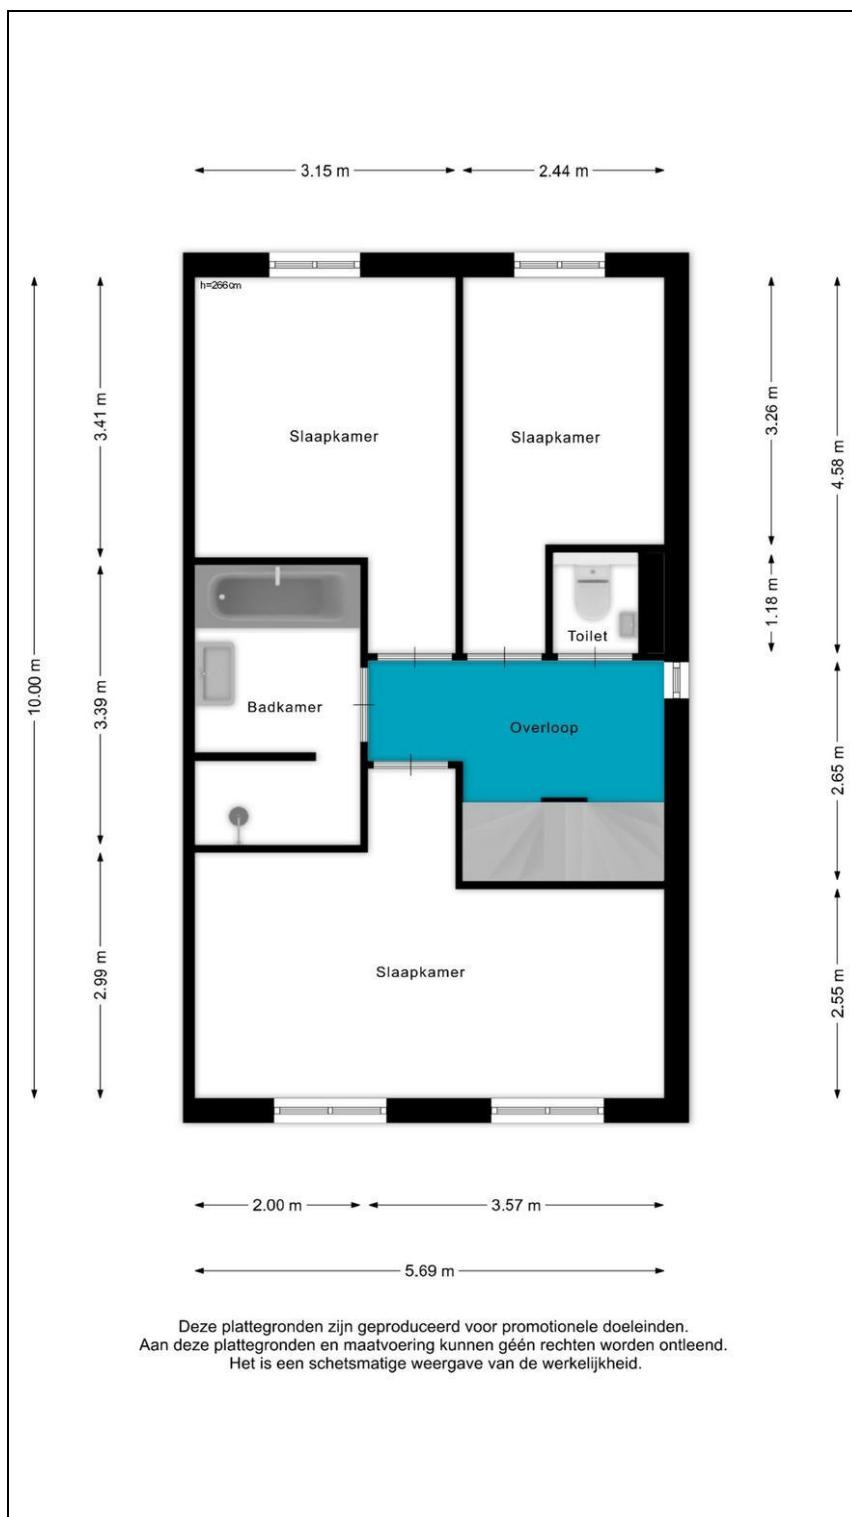 3.15 m
2.44 m
h=266cm
3.41 m
3.26 m
4.58 m
Slaapkamer
Slaapkamer
1.18 m
Toilet
10.00 m
3.39 m
Badkamer
Overloop
2.65 m
2.99 m
Slaapkamer
2.55 m
2.00 m
3.57 m
5.69 m
Deze plattegronden zijn geproduceerd voor promotionele doeleinden.
Aan deze plattegronden en maatvoering kunnen géén rechten worden ontleend.
Het is een schetsmatige weergave van de werkelijkheid.